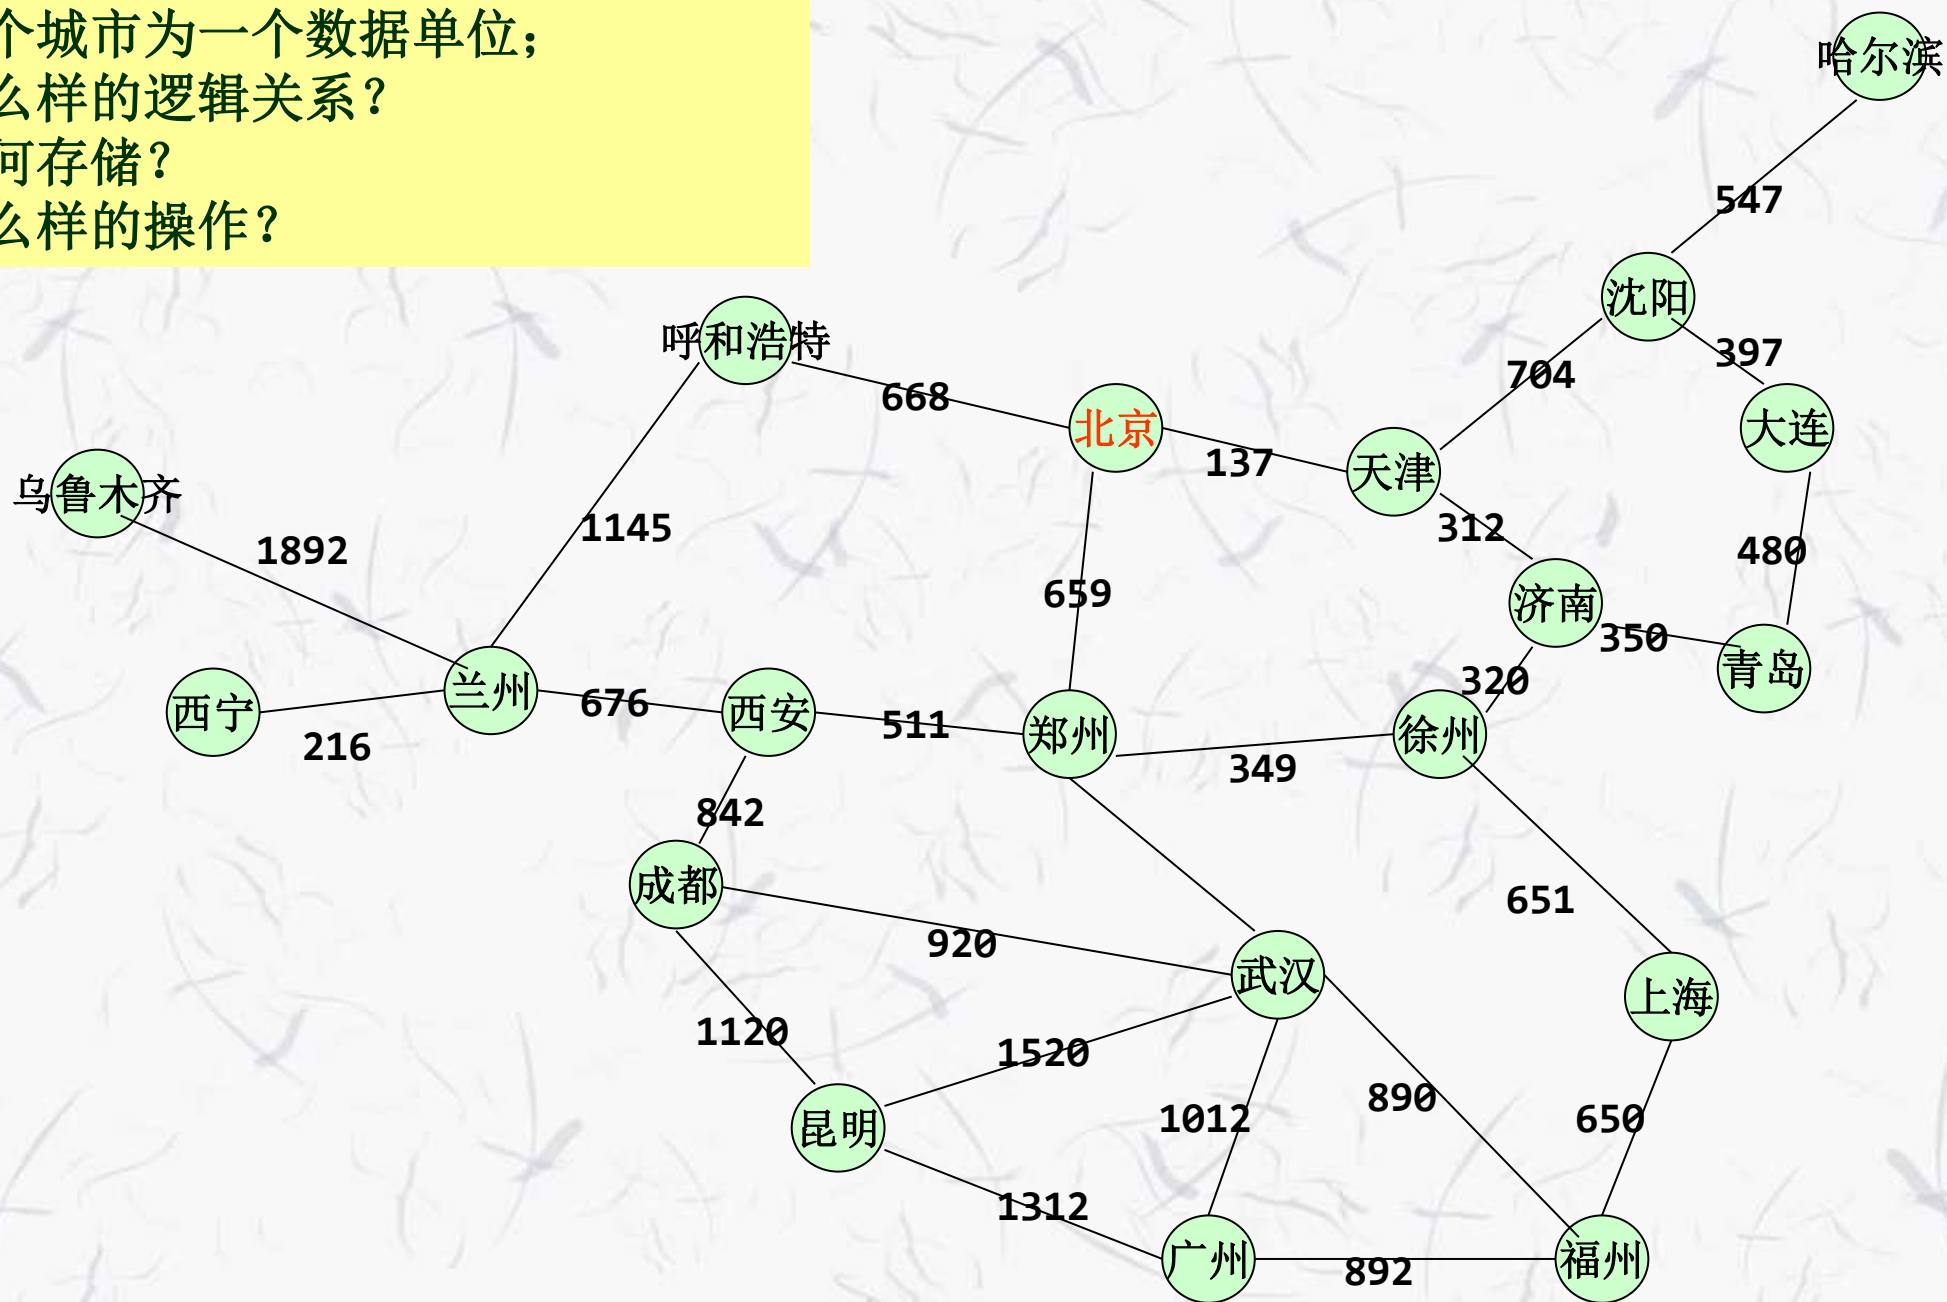 个城市为一个数据单位；
么样的逻辑关系？
何存储？
么样的操作？
哈尔滨
547
沈阳
呼和浩特
397
704
668
北京
大连
137
天津
乌鲁木齐
1145
312
1892
480
659
济南
350
青岛
320
兰州
676
西宁
西安
511
郑州
徐州
216
349
842
成都
651
920
武汉
上海
1120
1520
890
1012
650
昆明
1312
广州
892
福州